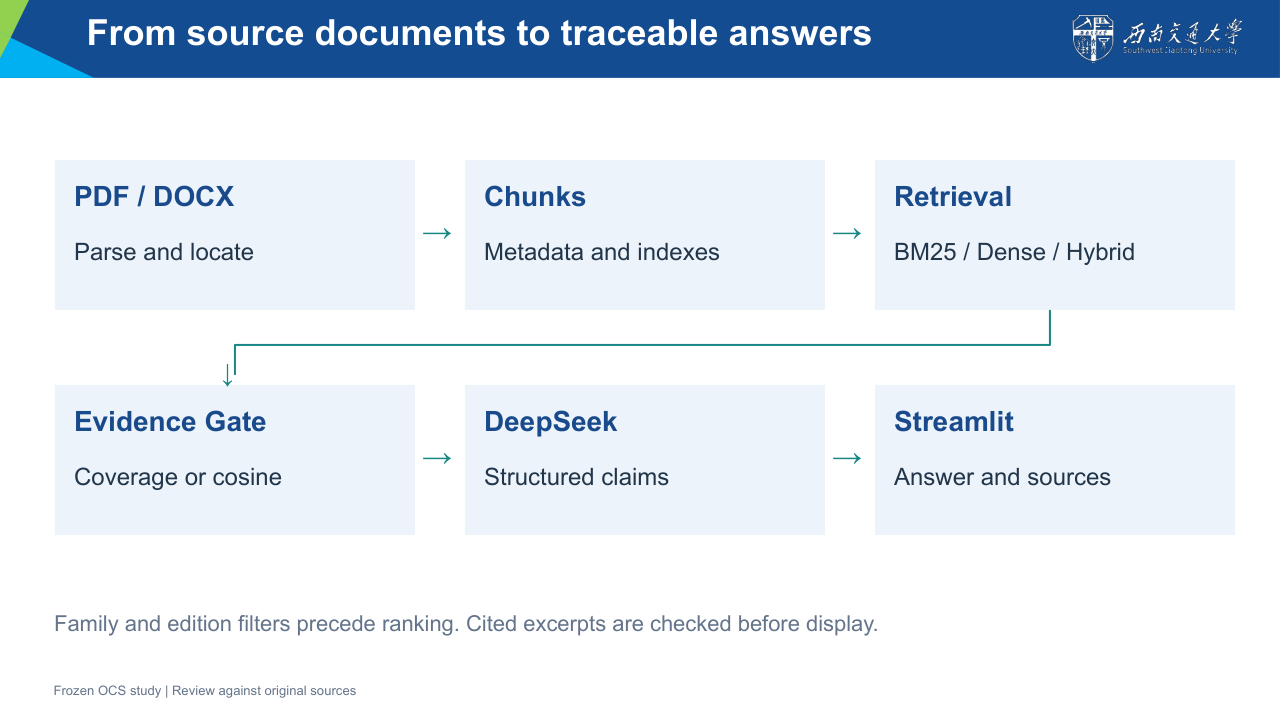 From source documents to traceable answers
西南交通大学
Southwest Jiaotong University
PDF / DOCX
Parse and locate
→
Chunks
Metadata and indexes
→
Retrieval
BM25 / Dense / Hybrid
↓
Evidence Gate
Coverage or cosine
→
DeepSeek
Structured claims
→
Streamlit
Answer and sources
Family and edition filters precede ranking. Cited excerpts are checked before display.
Frozen OCS study | Review against original sources